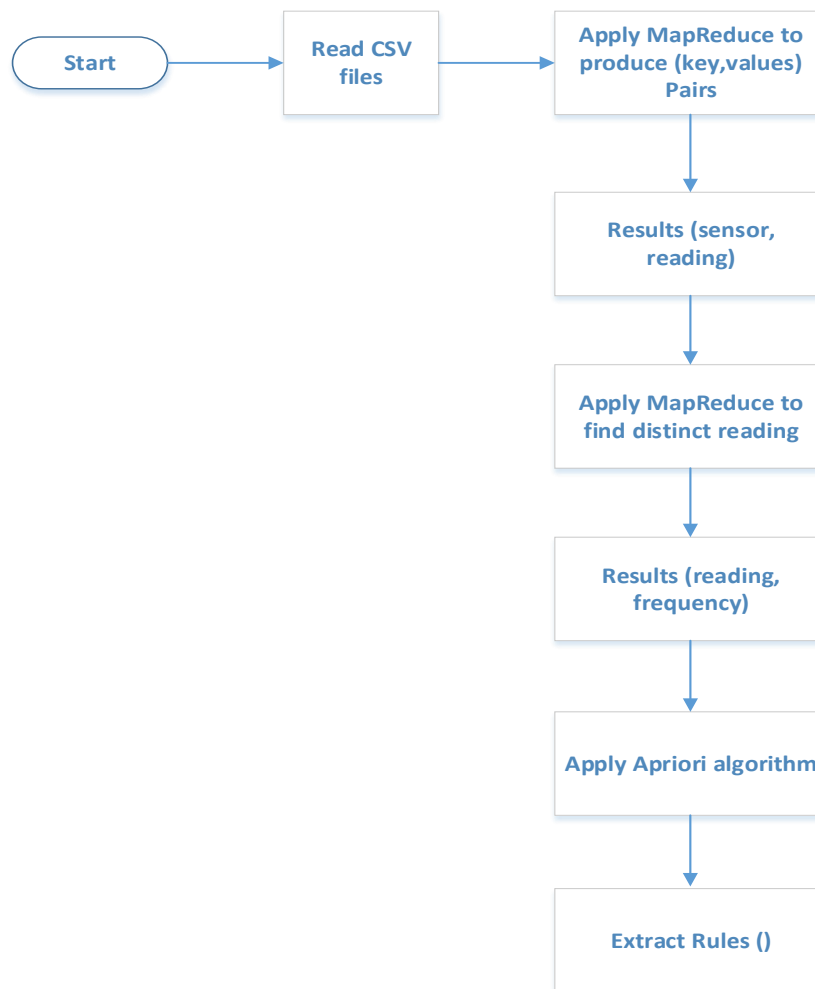 Start
Read CSV
files
Apply MapReduce to
produce (key,values)
Pairs
Results (sensor,
reading)
Apply MapReduce to
find distinct reading
Results (reading,
frequency)
Apply Apriori algorithm
Extract Rules ()